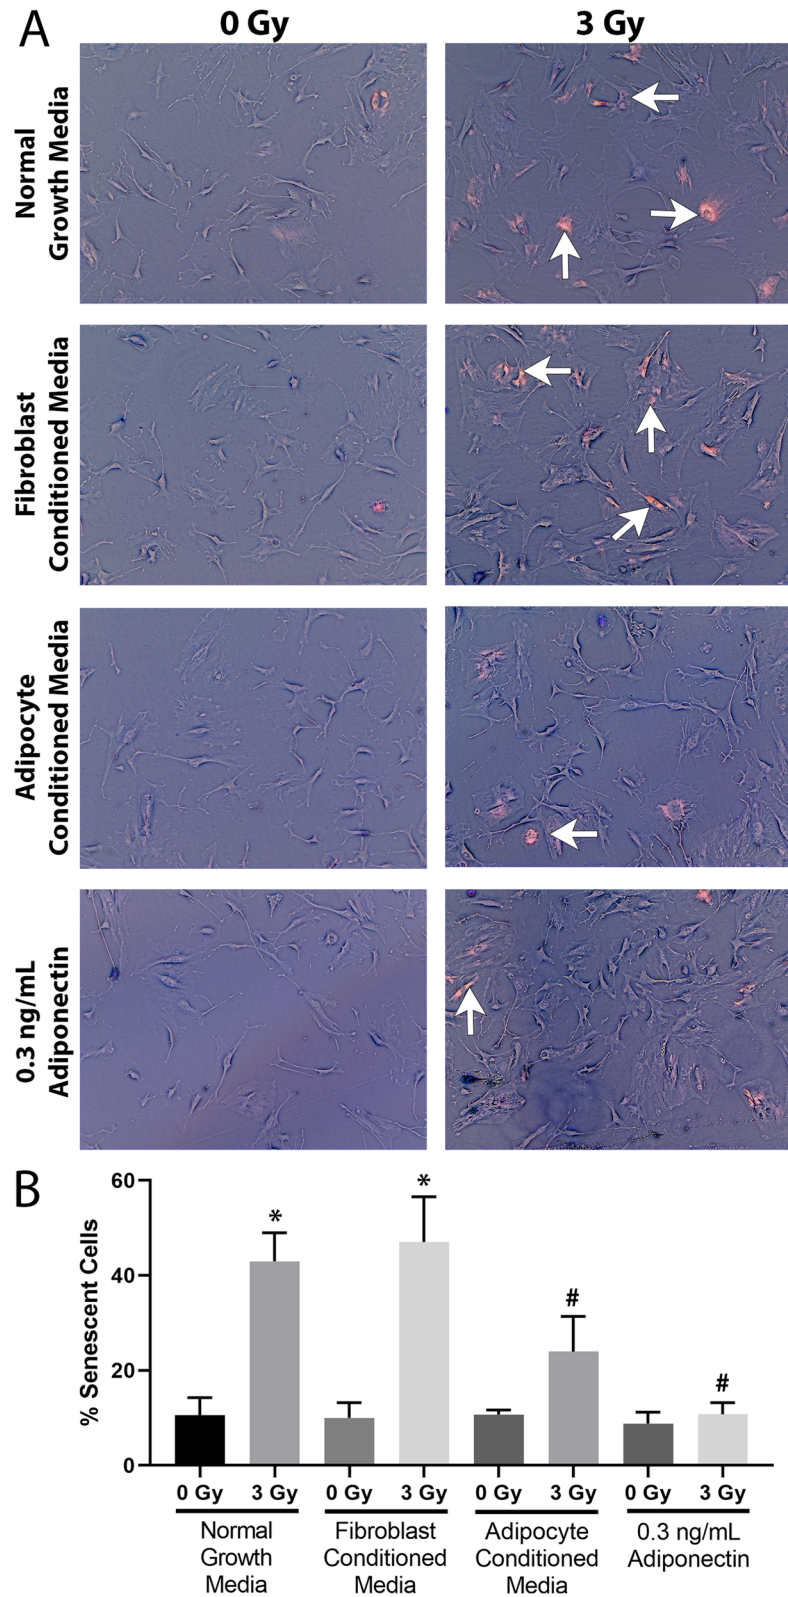 A
0 Gy
3 Gy
Normal
Growth Media
Fibroblast
Conditioned Media
Adipocyte
Conditioned Media
0.3 ng/mL
Adiponectin
B
% Senescent Cells
60
40
20
0
*
*
#
#
0 Gy 3 Gy 0 Gy 3 Gy 0 Gy 3 Gy 0 Gy 3 Gy
Normal
Growth
Media
Fibroblast
Conditioned
Media
Adipocyte
Conditioned
Media
0.3 ng/mL
Adiponectin